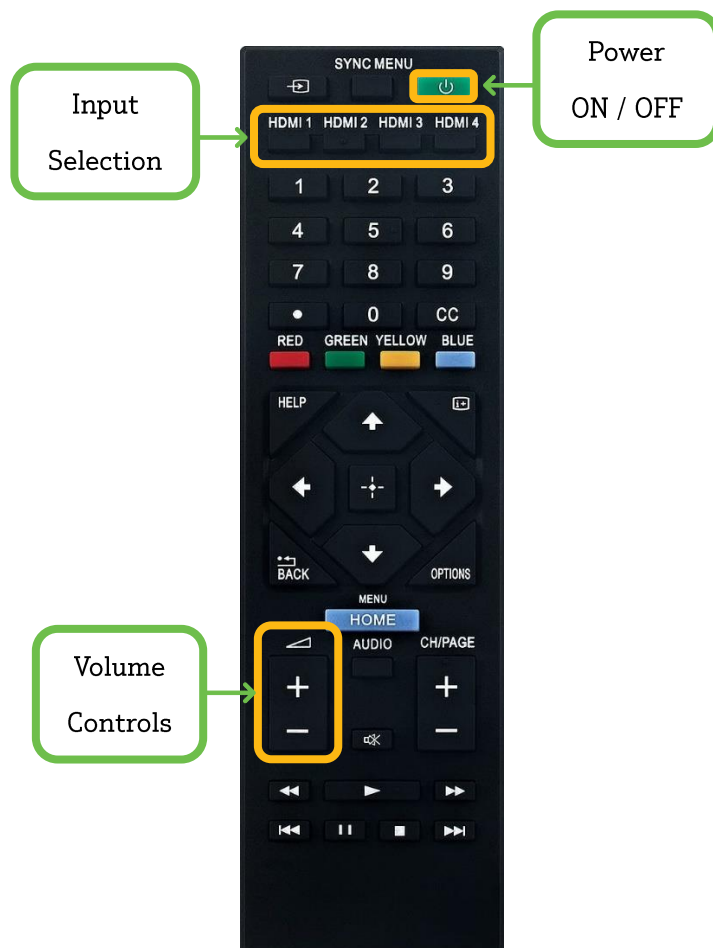 Power
ON / OFF
Input
Selection
SYNC MENU
HDMI 1 HDMI 2 HDMI 3 HDMI 4
1 2 3
4 5 6
7 8 9
0 CC
RED GREEN YELLOW BLUE
HELP
i+
BACK OPTIONS
MENU
HOME
AUDIO CH/PAGE
+ +
- -
Volume
Controls